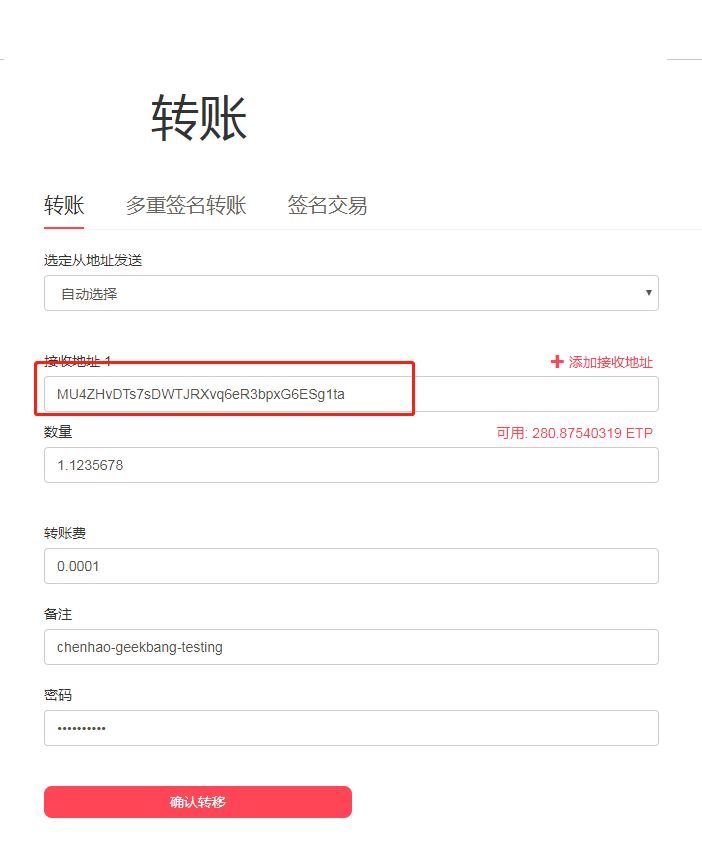 转账
转账 多重签名转账 签名交易
选定从地址发送
自动选择
接收地址 1 添加接收地址
MU4ZHvDTs7sDWTJRXvq6eR3bpxG6ESg1ta
数量 可用: 280.87540319 ETP
1.1235678
转账费
0.0001
备注
chenhao-geekbang-testing
密码
••••••••••
确认转移